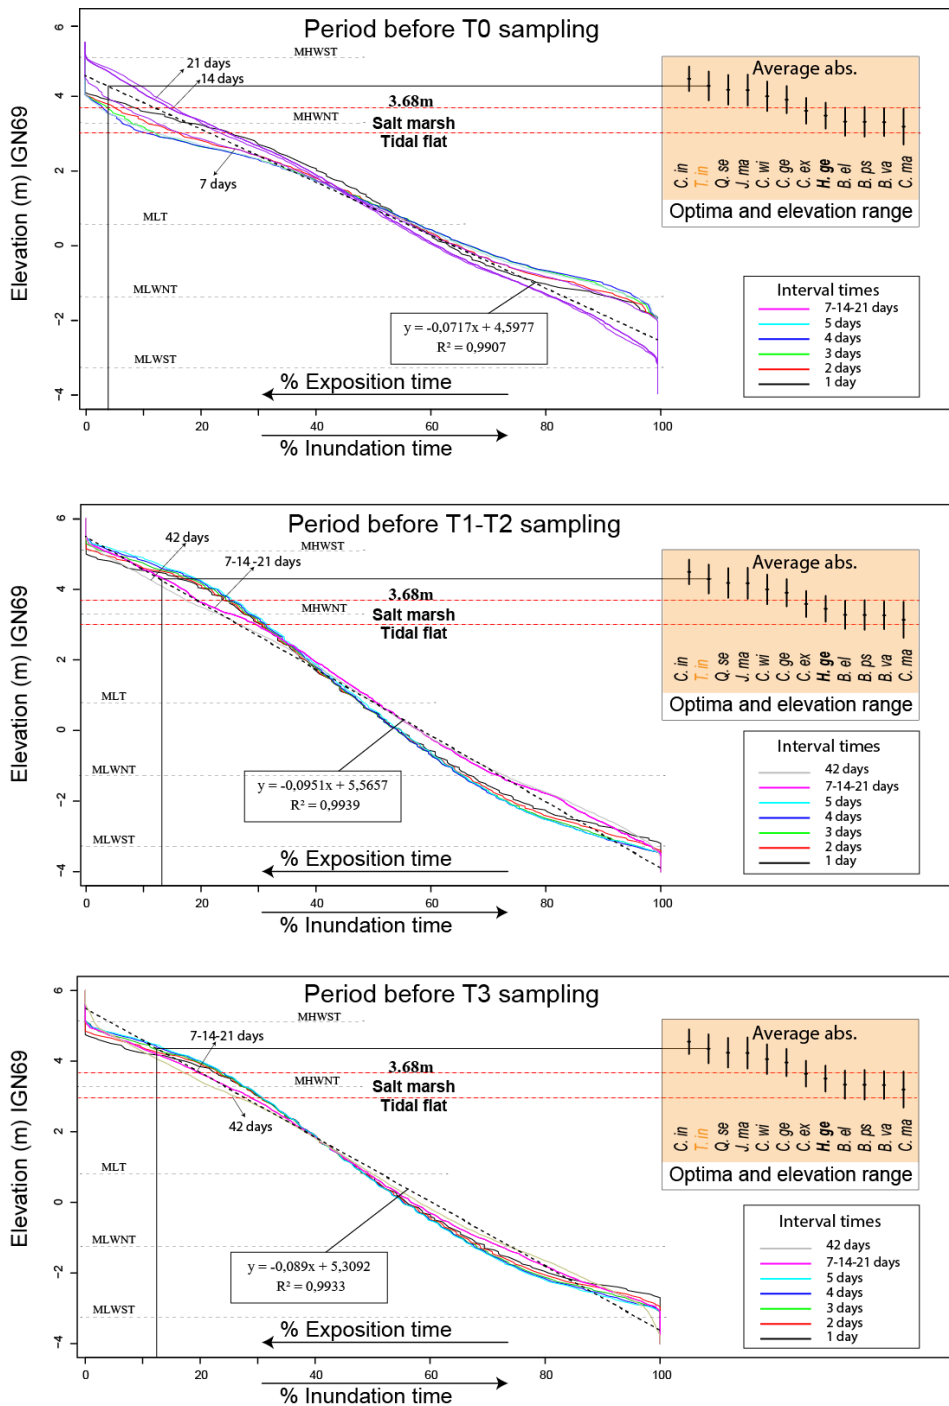 Period before T0 sampling
Elevation (m) IGN69
6
4
2
0
-2
-4
MHWST
21 days
14 days
3.68m
MHWNT
Salt marsh
Tidal flat
7 days
MLT
MLWNT
y = -0,0717x + 4,5977
R² = 0,9907
MLWST
% Exposition time
0 20 40 60 80 100
% Inundation time
Average abs.
C. in
T. in
Q. se
J. ma
C. wi
C. ge
C. ex
H. ge
B. el
B. ps
B. va
C. ma
Optima and elevation range
Interval times
7-14-21 days
5 days
4 days
3 days
2 days
1 day
Period before T1-T2 sampling
Elevation (m) IGN69
6
4
2
0
-2
-4
42 days
MHWST
7-14-21 days
3.68m
MHWNT
Salt marsh
Tidal flat
MLT
MLWNT
y = -0,0951x + 5,5657
R² = 0,9939
MLWST
% Exposition time
0 20 40 60 80 100
% Inundation time
Average abs.
C. in
T. in
Q. se
J. ma
C. wi
C. ge
C. ex
H. ge
B. el
B. ps
B. va
C. ma
Optima and elevation range
Interval times
42 days
7-14-21 days
5 days
4 days
3 days
2 days
1 day
Period before T3 sampling
Elevation (m) IGN69
6
4
2
0
-2
-4
MHWST
7-14-21 days
3.68m
MHWNT
Salt marsh
Tidal flat
42 days
MLT
MLWNT
y = -0,089x + 5,3092
R² = 0,9933
MLWST
% Exposition time
0 20 40 60 80 100
% Inundation time
Average abs.
C. in
T. in
Q. se
J. ma
C. wi
C. ge
C. ex
H. ge
B. el
B. ps
B. va
C. ma
Optima and elevation range
Interval times
42 days
7-14-21 days
5 days
4 days
3 days
2 days
1 day